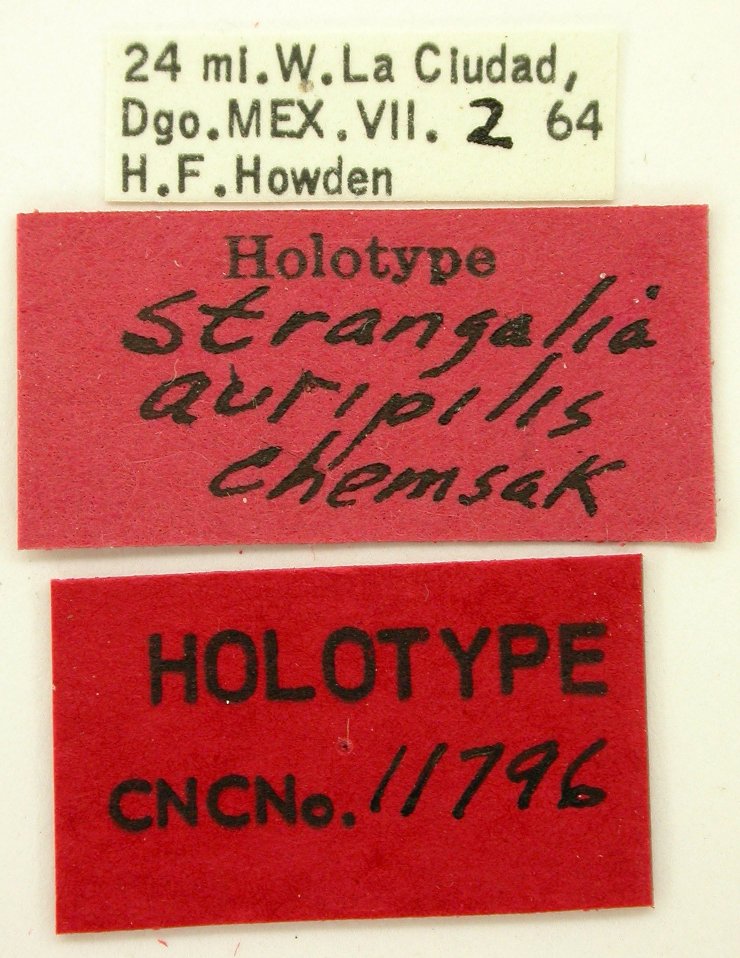 24 mi.W.La Ciudad,
Dgo.MEX.VII. 2 64
H.F.Howden
Holotype
Strangalia
auripilis
Chemsak
HOLOTYPE
CNCNo. 11796